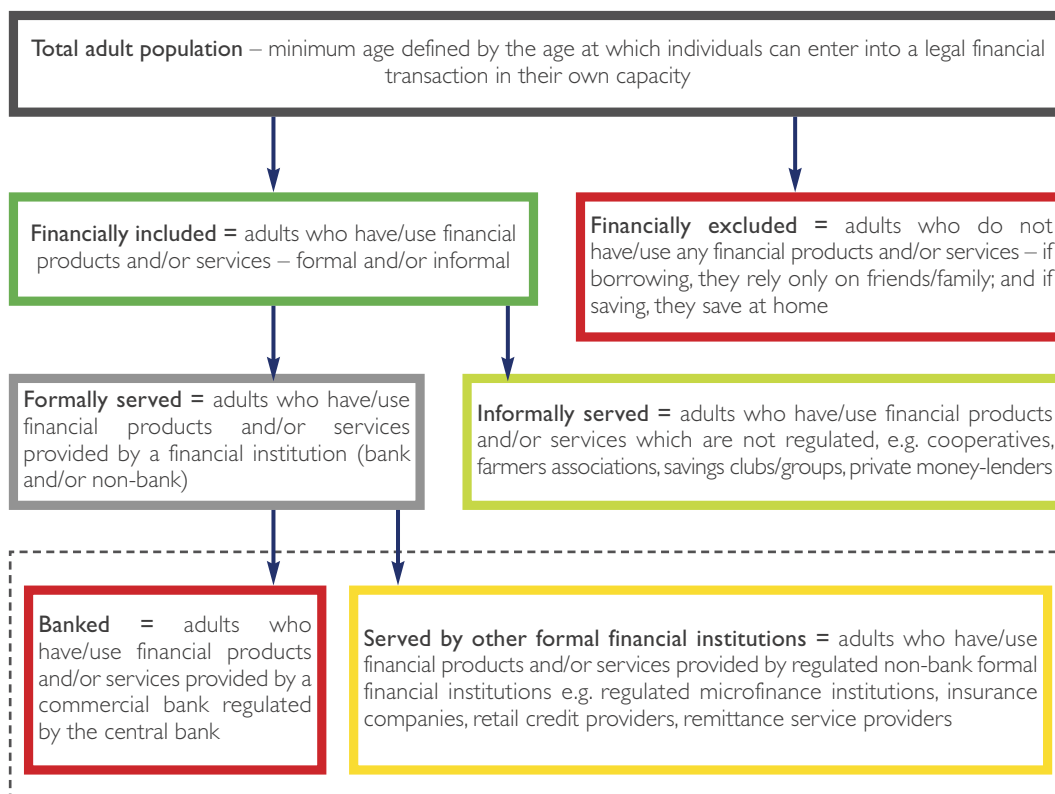 Total adult population – minimum age defined by the age at which individuals can enter into a legal financial
transaction in their own capacity
Financially included = adults who have/use financial
products and/or services – formal and/or informal
Financially excluded = adults who do not
have/use any financial products and/or services – if
borrowing, they rely only on friends/family; and if
saving, they save at home
Formally served = adults who have/use
financial products and/or services
provided by a financial institution (bank
and/or non-bank)
Informally served = adults who have/use financial products
and/or services which are not regulated, e.g. cooperatives,
farmers associations, savings clubs/groups, private money-lenders
Banked = adults who
have/use financial products
and/or services provided by a
commercial bank regulated
by the central bank
Served by other formal financial institutions = adults who have/use
financial products and/or services provided by regulated non-bank formal
financial institutions e.g. regulated microfinance institutions, insurance
companies, retail credit providers, remittance service providers